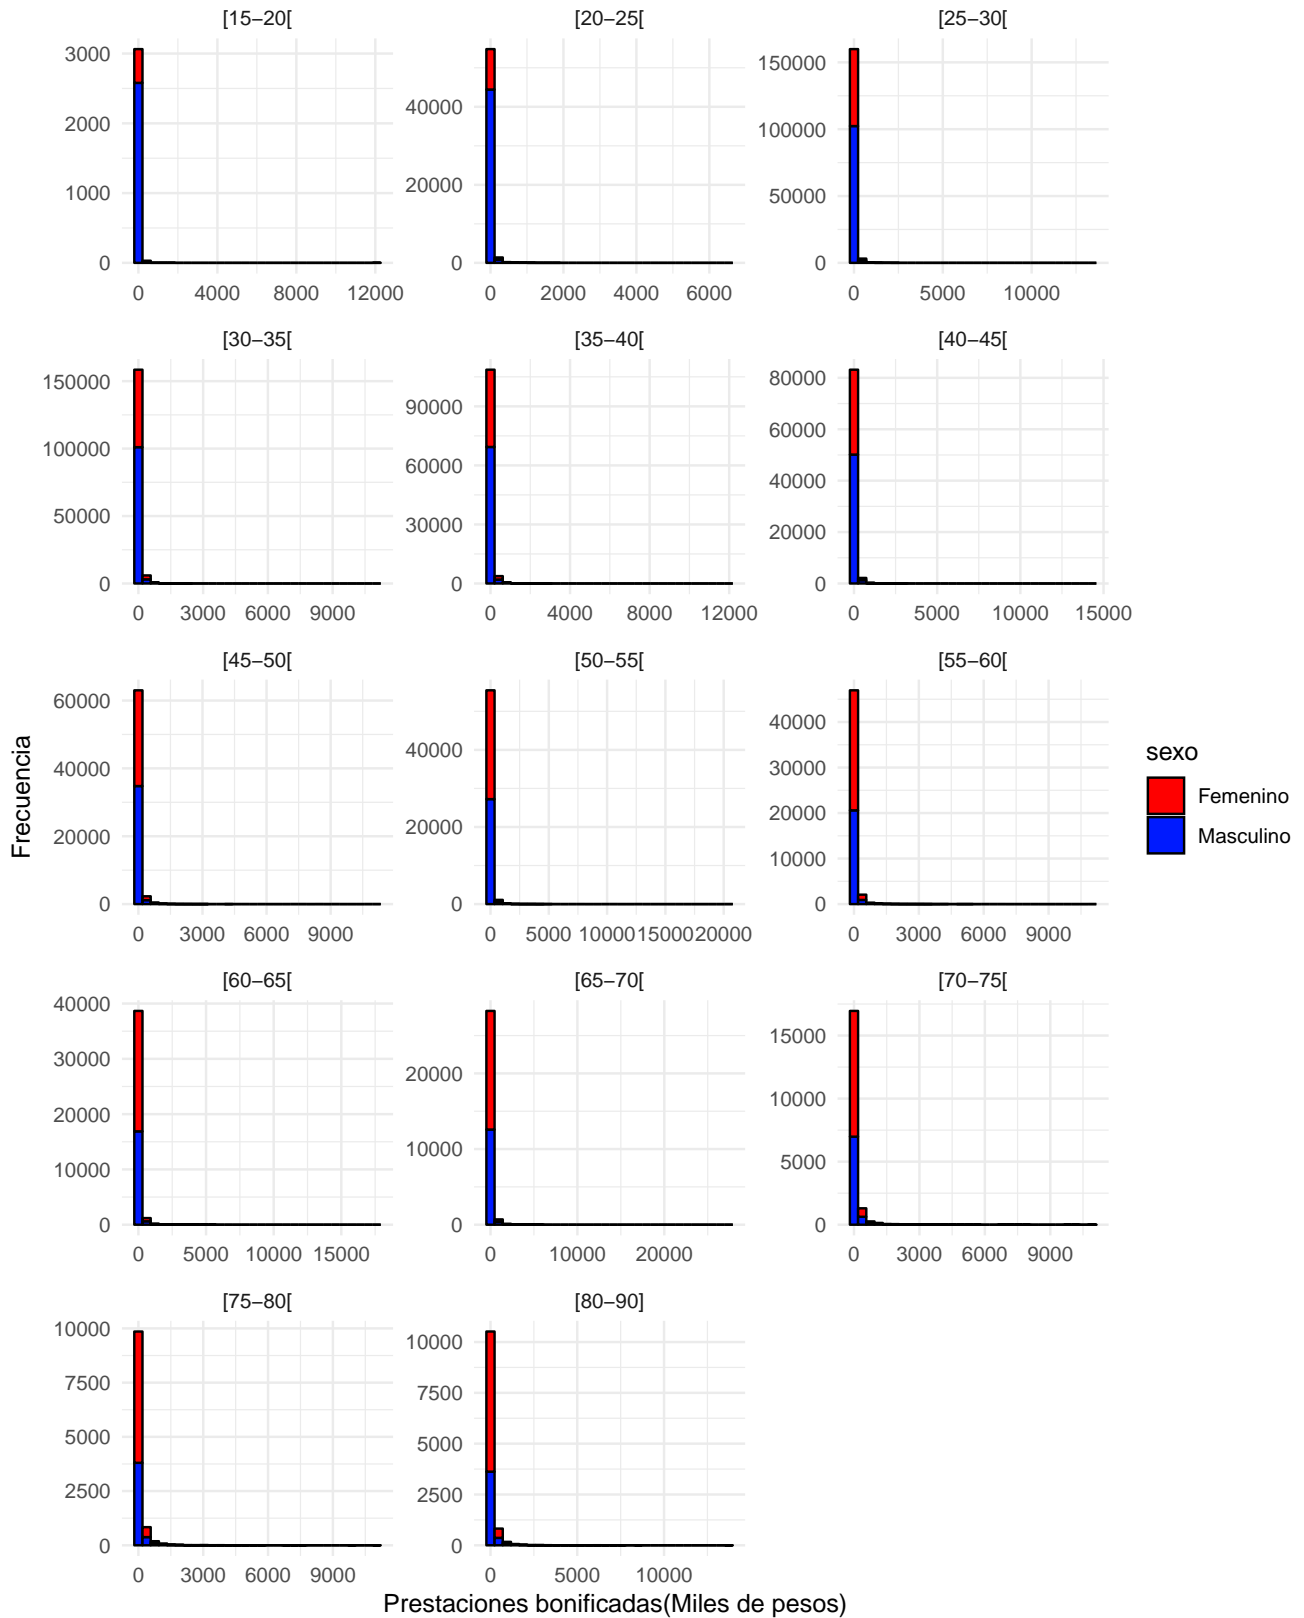 [15−20[ [20−25[ [25−30[
3000 2000 1000 0
40000 20000 0
150000 100000 50000 0
0 4000 8000 12000 0 2000 4000 6000 0 5000 10000
[30−35[ [35−40[ [40−45[
150000 100000 50000 0
90000 60000 30000 0
80000 60000 40000 20000 0
0 3000 6000 9000 0 4000 8000 12000 0 5000 10000 15000
[45−50[ [50−55[ [55−60[
60000 40000 20000 0
40000 20000 0
40000 30000 20000 10000 0
0 3000 6000 9000 0 5000 10000 15000 20000 0 3000 6000 9000
[60−65[ [65−70[ [70−75[
40000 30000 20000 10000 0
20000 10000 0
15000 10000 5000 0
0 5000 10000 15000 0 10000 20000 0 3000 6000 9000
[75−80[ [80−90]
10000 7500 5000 2500 0
10000 7500 5000 2500 0
0 3000 6000 9000 0 5000 10000
Prestaciones bonificadas(Miles de pesos)
Frecuencia
sexo
Femenino
Masculino